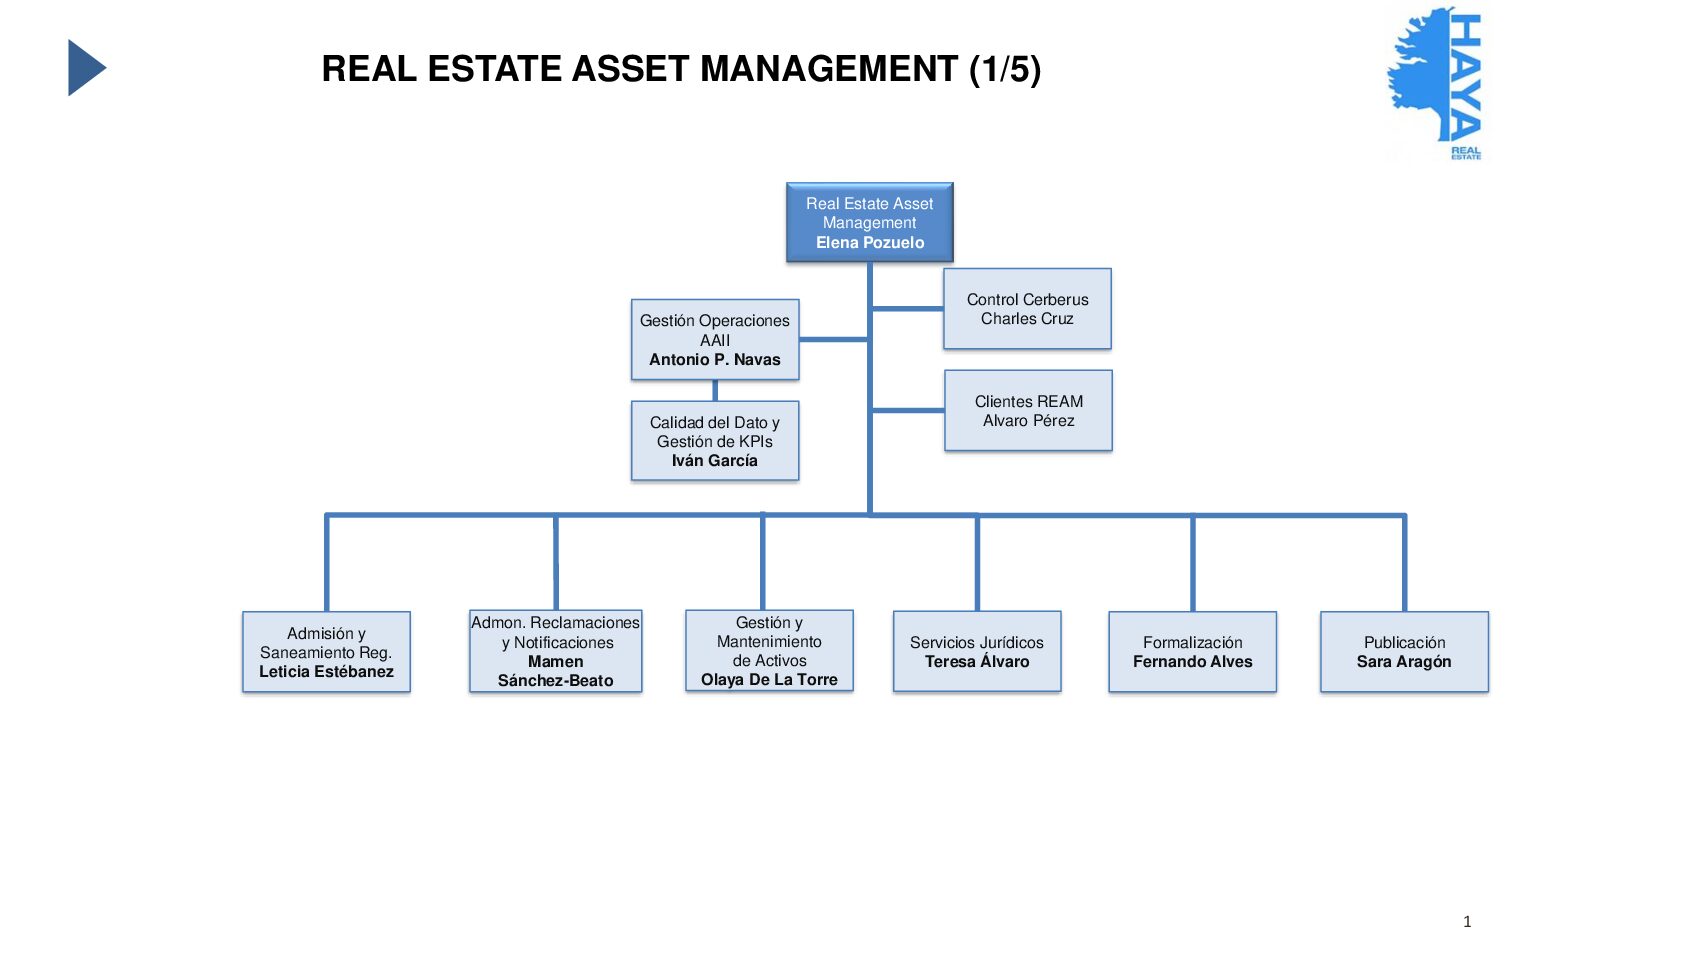 REAL ESTATE ASSET MANAGEMENT (1/5)
HAYA
REAL
ESTATE
Real Estate Asset
Management
Elena Pozuelo
Control Cerberus
Charles Cruz
Gestión Operaciones
AAII
Antonio P. Navas
Clientes REAM
Alvaro Pérez
Calidad del Dato y
Gestión de KPIs
Iván García
Admisión y
Saneamiento Reg.
Leticia Estébanez
Admon. Reclamaciones
y Notificaciones
Mamen
Sánchez-Beato
Gestión y
Mantenimiento
de Activos
Olaya De La Torre
Servicios Jurídicos
Teresa Álvaro
Formalización
Fernando Alves
Publicación
Sara Aragón
1